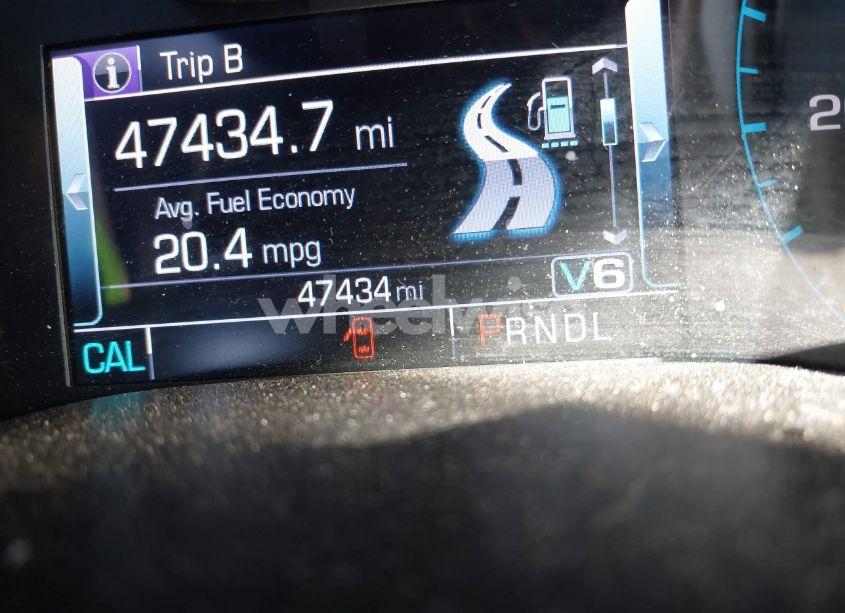 Trip B
47434.7 mi
Avg. Fuel Economy
20.4 mpg
V6
47434 mi
CAL
PRNDL